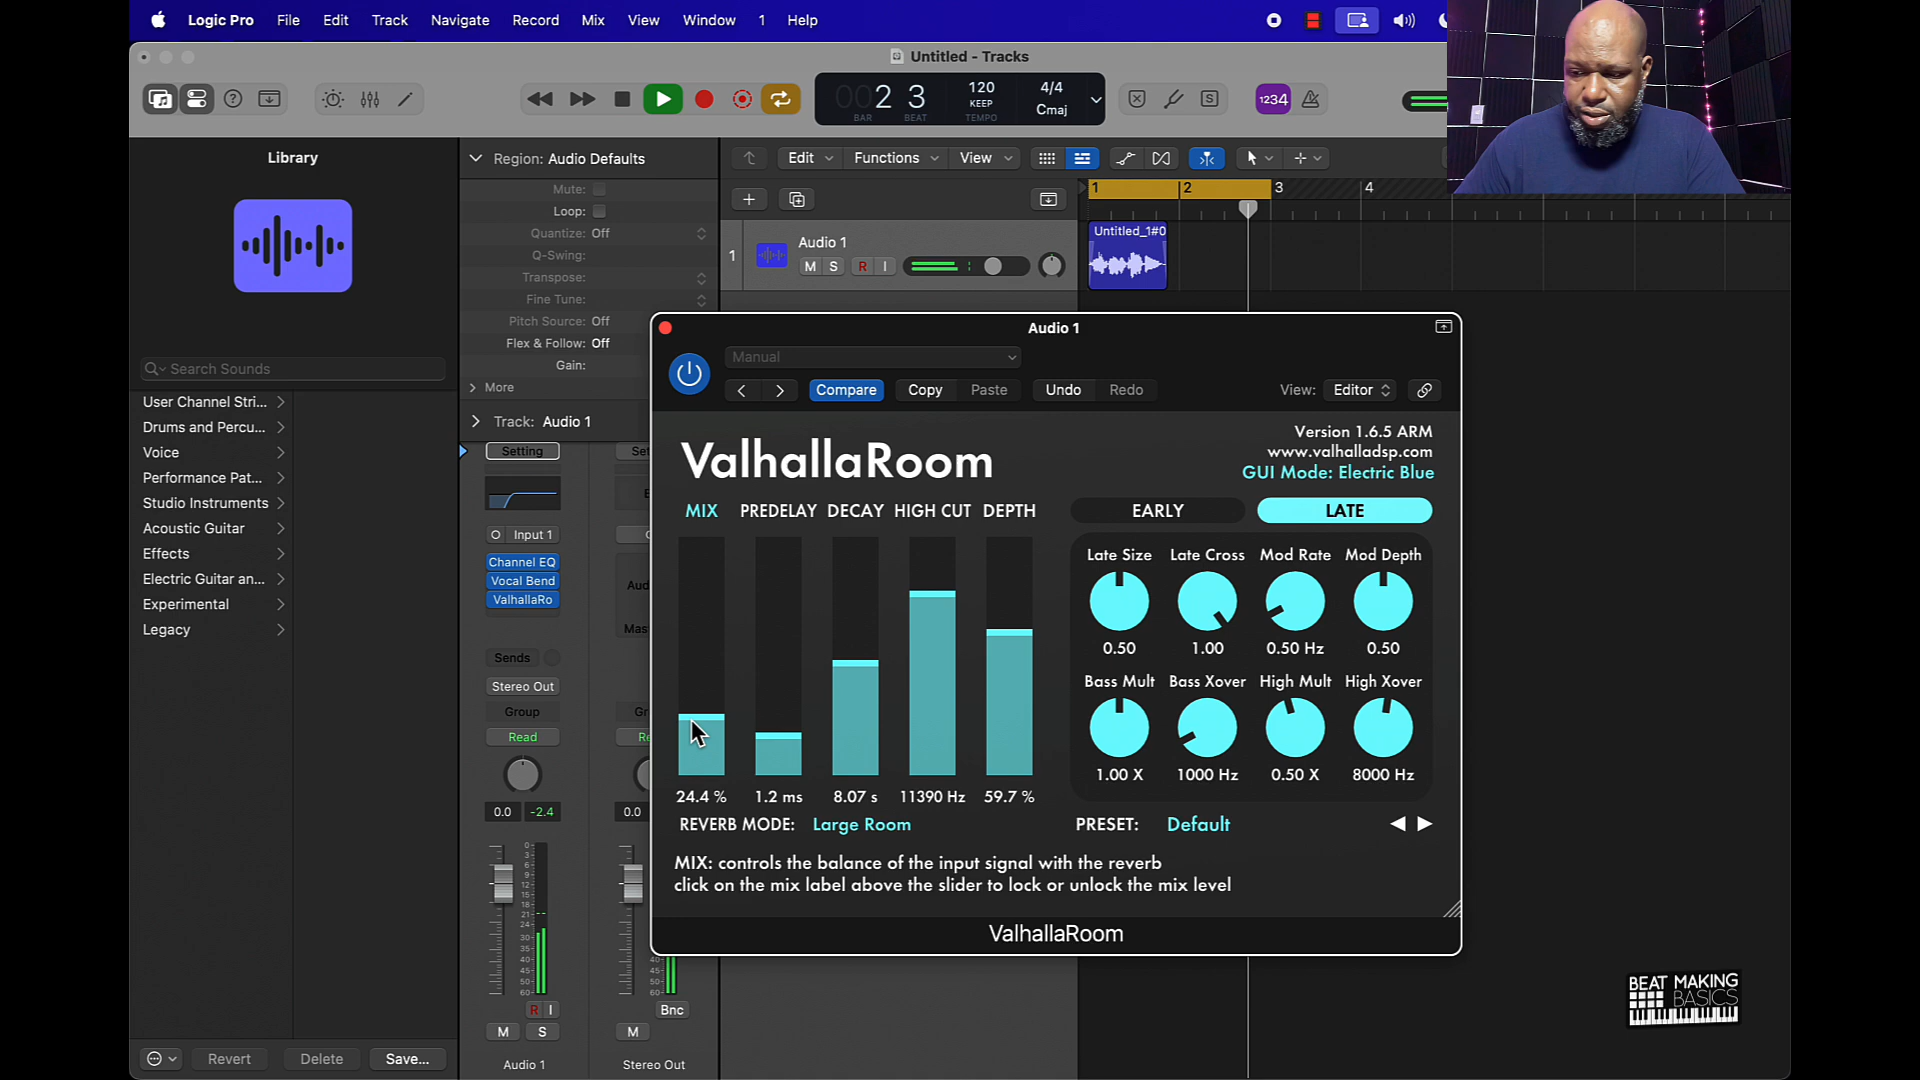 Logic Pro File Edit Track Navigate Record Mix View Window 1 Help
Untitled - Tracks
002 3
BAR BEAT
120
KEEP
TEMPO
4/4
Cmaj
S
1234
Library
Region: Audio Defaults
Mute:
Loop:
Quantize: Off
Q-Swing:
Transpose:
Fine Tune:
Pitch Source: Off
Flex & Follow: Off
Gain:
More
Track: Audio 1
Edit Functions View
1 2 3 4
1
Audio 1
M S R I
Untitled_1#0
Search Sounds
User Channel Stri...
Drums and Percu...
Voice
Performance Pat...
Studio Instruments
Acoustic Guitar
Effects
Electric Guitar an...
Experimental
Legacy
Setting
Input 1
Channel EQ
Vocal Bend
ValhallaRo
Sends
Stereo Out
Group
Read
0.0 -2.4
0.0
R I
Bnc
M S
M
Audio 1
Stereo Out
Revert Delete Save...
Audio 1
Manual
Compare Copy Paste Undo Redo
View: Editor
ValhallaRoom
Version 1.6.5 ARM
www.valhalladsp.com
GUI Mode: Electric Blue
MIX PREDELAY DECAY HIGH CUT DEPTH
EARLY LATE
Late Size Late Cross Mod Rate Mod Depth
0.50 1.00 0.50 Hz 0.50
Bass Mult Bass Xover High Mult High Xover
1.00 X 1000 Hz 0.50 X 8000 Hz
24.4 % 1.2 ms 8.07 s 11390 Hz 59.7 %
REVERB MODE: Large Room
PRESET: Default
MIX: controls the balance of the input signal with the reverb
click on the mix label above the slider to lock or unlock the mix level
ValhallaRoom
BEAT MAKING
BASICS